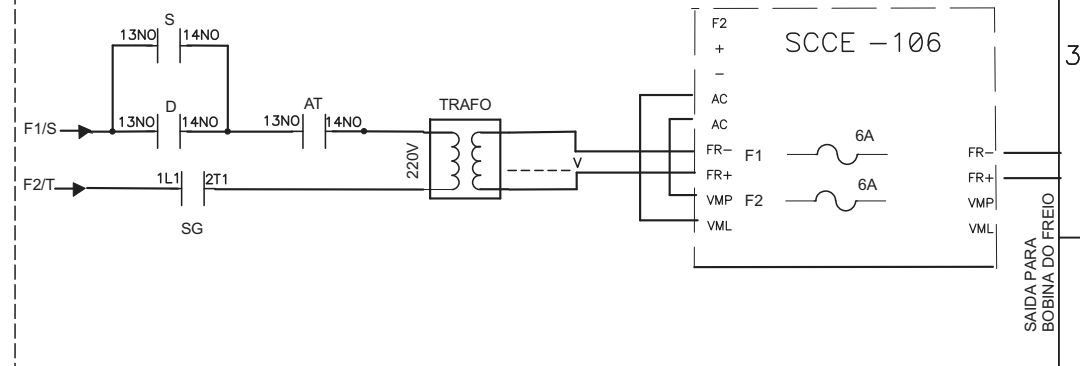 S
13NO 14NO
D
13NO 14NO
AT
13NO 14NO
F1/S
F2/T
1L1 2T1
SG
TRAFO
220V
V
SCCE -106
F2
+
-
AC
AC
FR-
FR+
VMP
VML
F1
6A
F2
6A
FR-
FR+
VMP
VML
SAIDA PARA
BOBINA DO FREIO
3